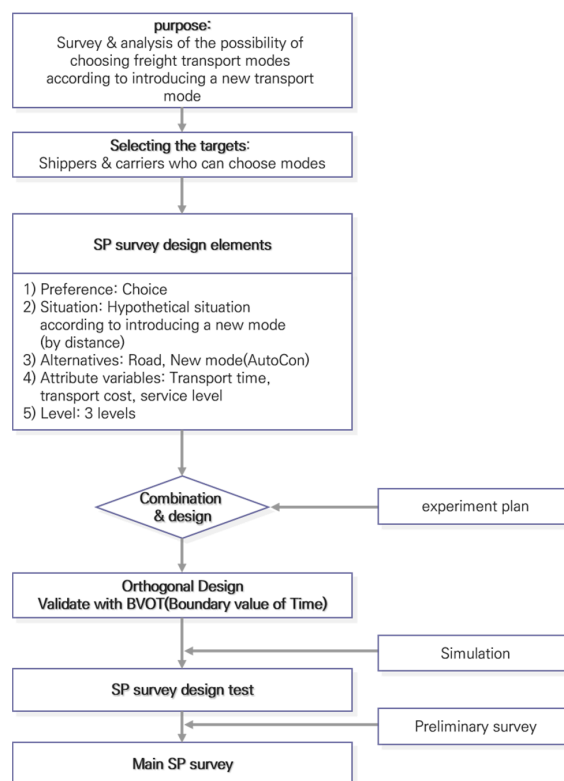 purpose:
Survey & analysis of the possibility of
choosing freight transport modes
according to introducing a new transport
mode
Selecting the targets:
Shippers & carriers who can choose modes
SP survey design elements
1) Preference: Choice
2) Situation: Hypothetical situation
according to introducing a new mode
(by distance)
3) Alternatives: Road, New mode(AutoCon)
4) Attribute variables: Transport time,
transport cost, service level
5) Level: 3 levels
Combination
& design
experiment plan
Orthogonal Design
Validate with BVOT(Boundary value of Time)
Simulation
SP survey design test
Preliminary survey
Main SP survey